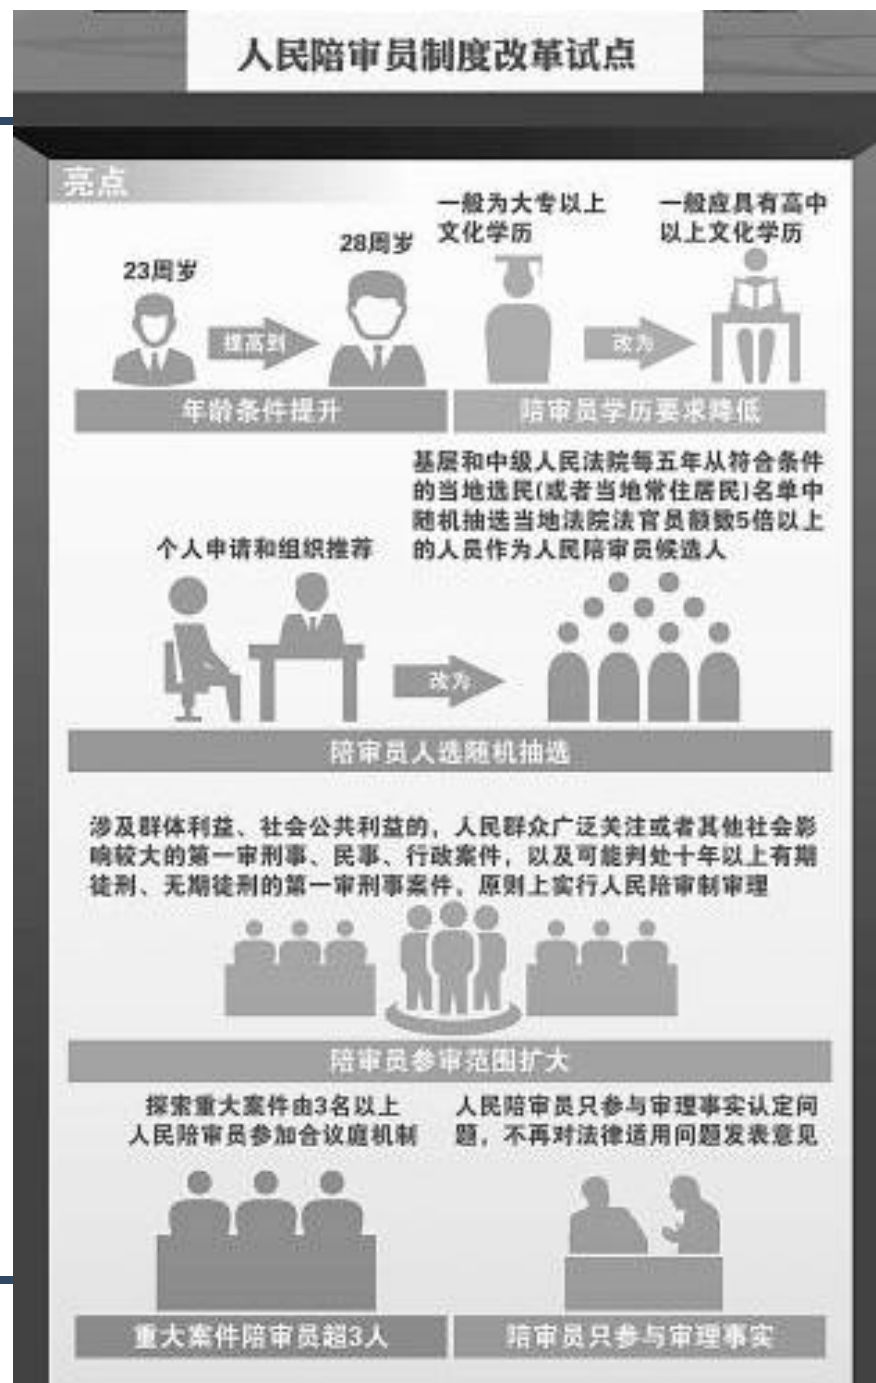 人民陪审员制度改革试点
亮点
23周岁
提高到
28周岁
年龄条件提升
一般为大专以上
文化学历
改为
一般应具有高中
以上文化学历
陪审员学历要求降低
个人申请和组织推荐
改为
基层和中级人民法院每五年从符合条件
的当地选民(或者当地常住居民)名单中
随机抽选当地法院法官员额数5倍以上
的人员作为人民陪审员候选人
陪审员人选随机抽选
涉及群体利益、社会公共利益的，人民群众广泛关注或者其他社会影
响较大的第一审刑事、民事、行政案件，以及可能判处十年以上有期
徒刑、无期徒刑的第一审刑事案件，原则上实行人民陪审制审理
陪审员参审范围扩大
探索重大案件由3名以上
人民陪审员参加合议庭机制
重大案件陪审员超3人
人民陪审员只参与审理事实认定问
题，不再对法律适用问题发表意见
陪审员只参与审理事实